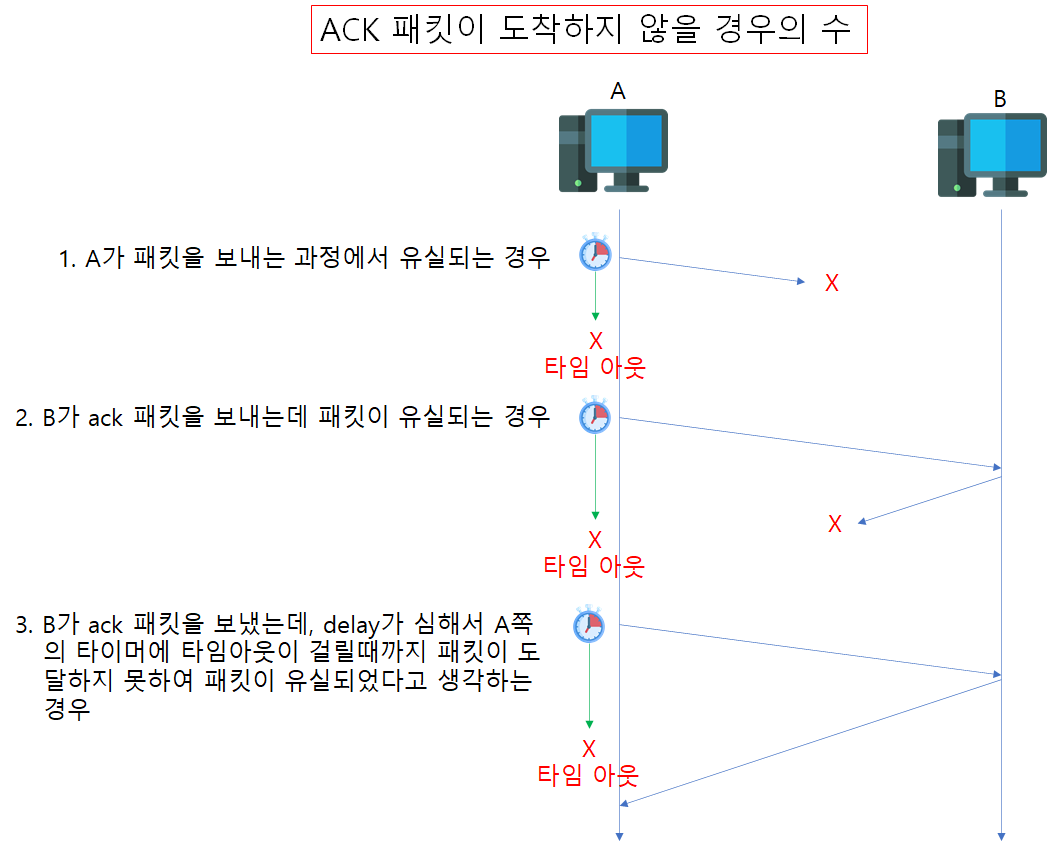 ACK 패킷이 도착하지 않을 경우의 수
A
B
1. A가 패킷을 보내는 과정에서 유실되는 경우
X
X
타임 아웃
2. B가 ack 패킷을 보내는데 패킷이 유실되는 경우
X
X
타임 아웃
3. B가 ack 패킷을 보냈는데, delay가 심해서 A쪽
의 타이머에 타임아웃이 걸릴때까지 패킷이 도
달하지 못하여 패킷이 유실되었다고 생각하는
경우
X
타임 아웃